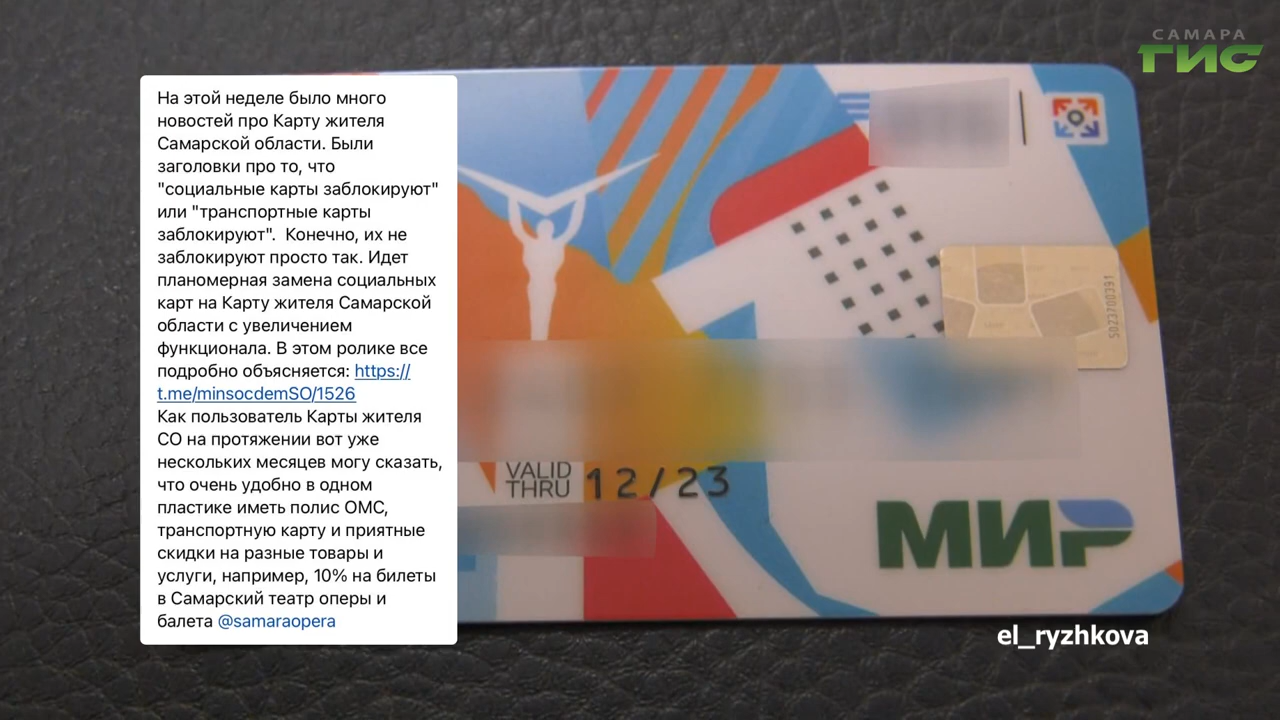 САМАРА
ГИС
На этой неделе было много
новостей про Карту жителя
Самарской области. Были
заголовки про то, что
"социальные карты заблокируют"
или "транспортные карты
заблокируют".  Конечно, их не
заблокируют просто так. Идет
планомерная замена социальных
карт на Карту жителя Самарской
области с увеличением
функционала. В этом ролике все
подробно объясняется: https://
t.me/minsocdemSO/1526
Как пользователь Карты жителя
СО на протяжении вот уже
нескольких месяцев могу сказать,
что очень удобно в одном
пластике иметь полис ОМС,
транспортную карту и приятные
скидки на разные товары и
услуги, например, 10% на билеты
в Самарский театр оперы и
балета @samaraopera
5023700391
VALID
THRU 12/23
МИР
el_ryzhkova